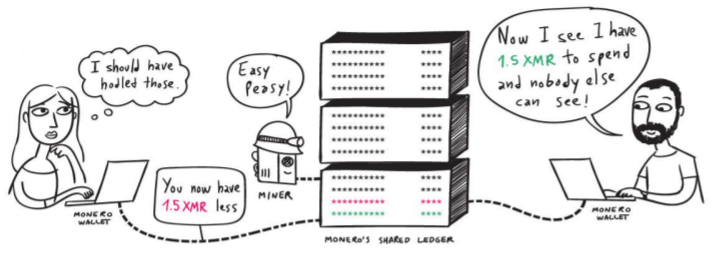 I should have
hodled those.
Easy
Peasy!
Now I see I have
1.5 XMR to spend
and nobody else
can see!
You now have
1.5 XMR less
MONERO
WALLET
MINER
*********** ****
*********** ****
*********** ****
*********** ****
*********** ****
*********** ****
*********** ****
*********** ****
*********** ****
*********** ****
*********** ****
*********** ****
MONERO'S SHARED LEDGER
MONERO
WALLET